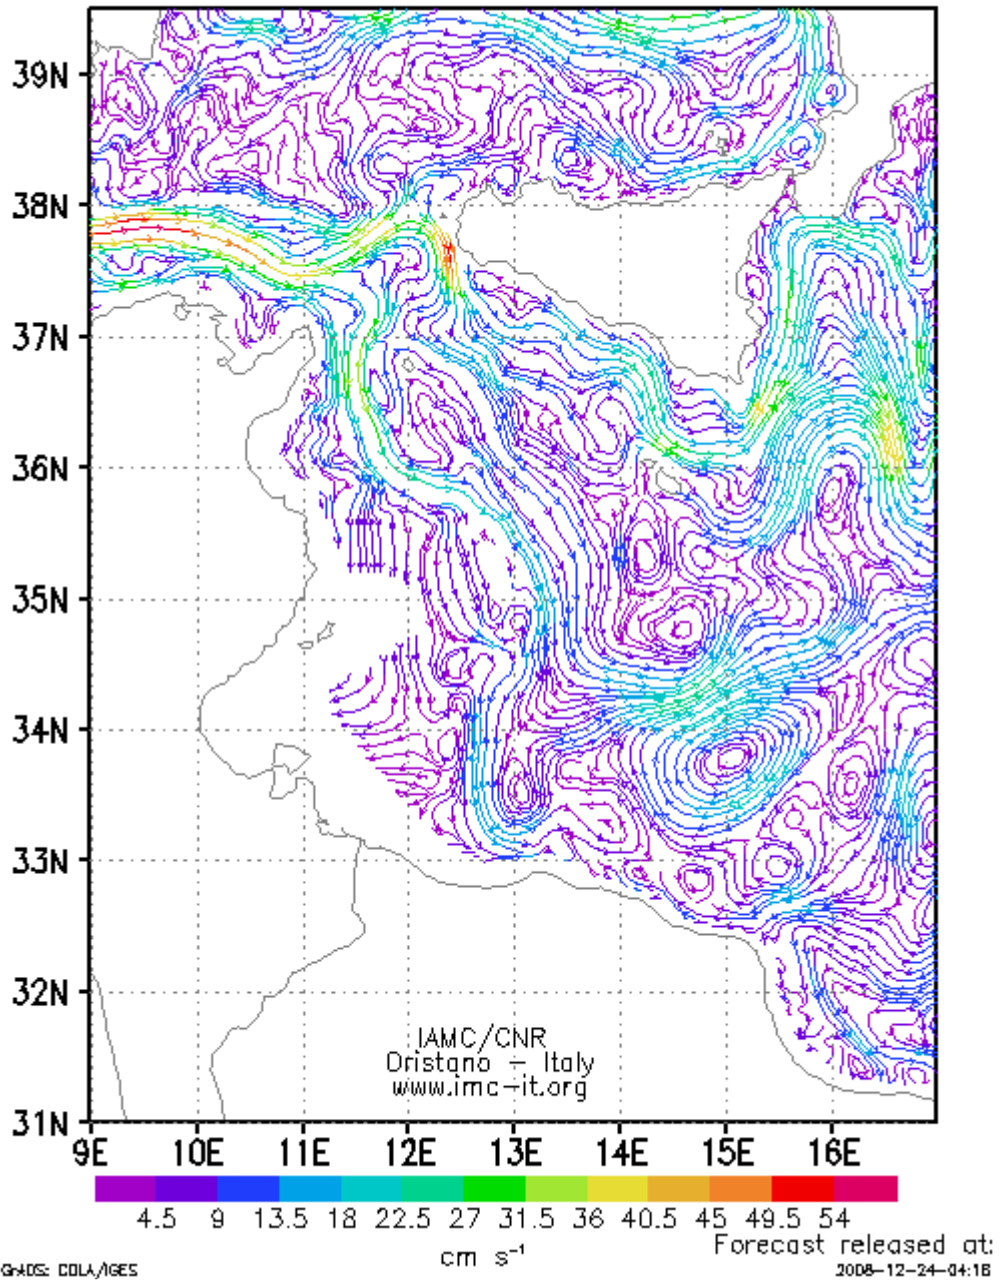 39N
38N
37N
36N
35N
34N
33N
32N
31N
IAMC/CNR
Oristano – Italy
www.imc-it.org
9E 10E 11E 12E 13E 14E 15E 16E
4.5 9 13.5 18 22.5 27 31.5 36 40.5 45 49.5 54
cm s⁻¹
Forecast released at:
GrADS: COLA/IGES
2008-12-24-04:18